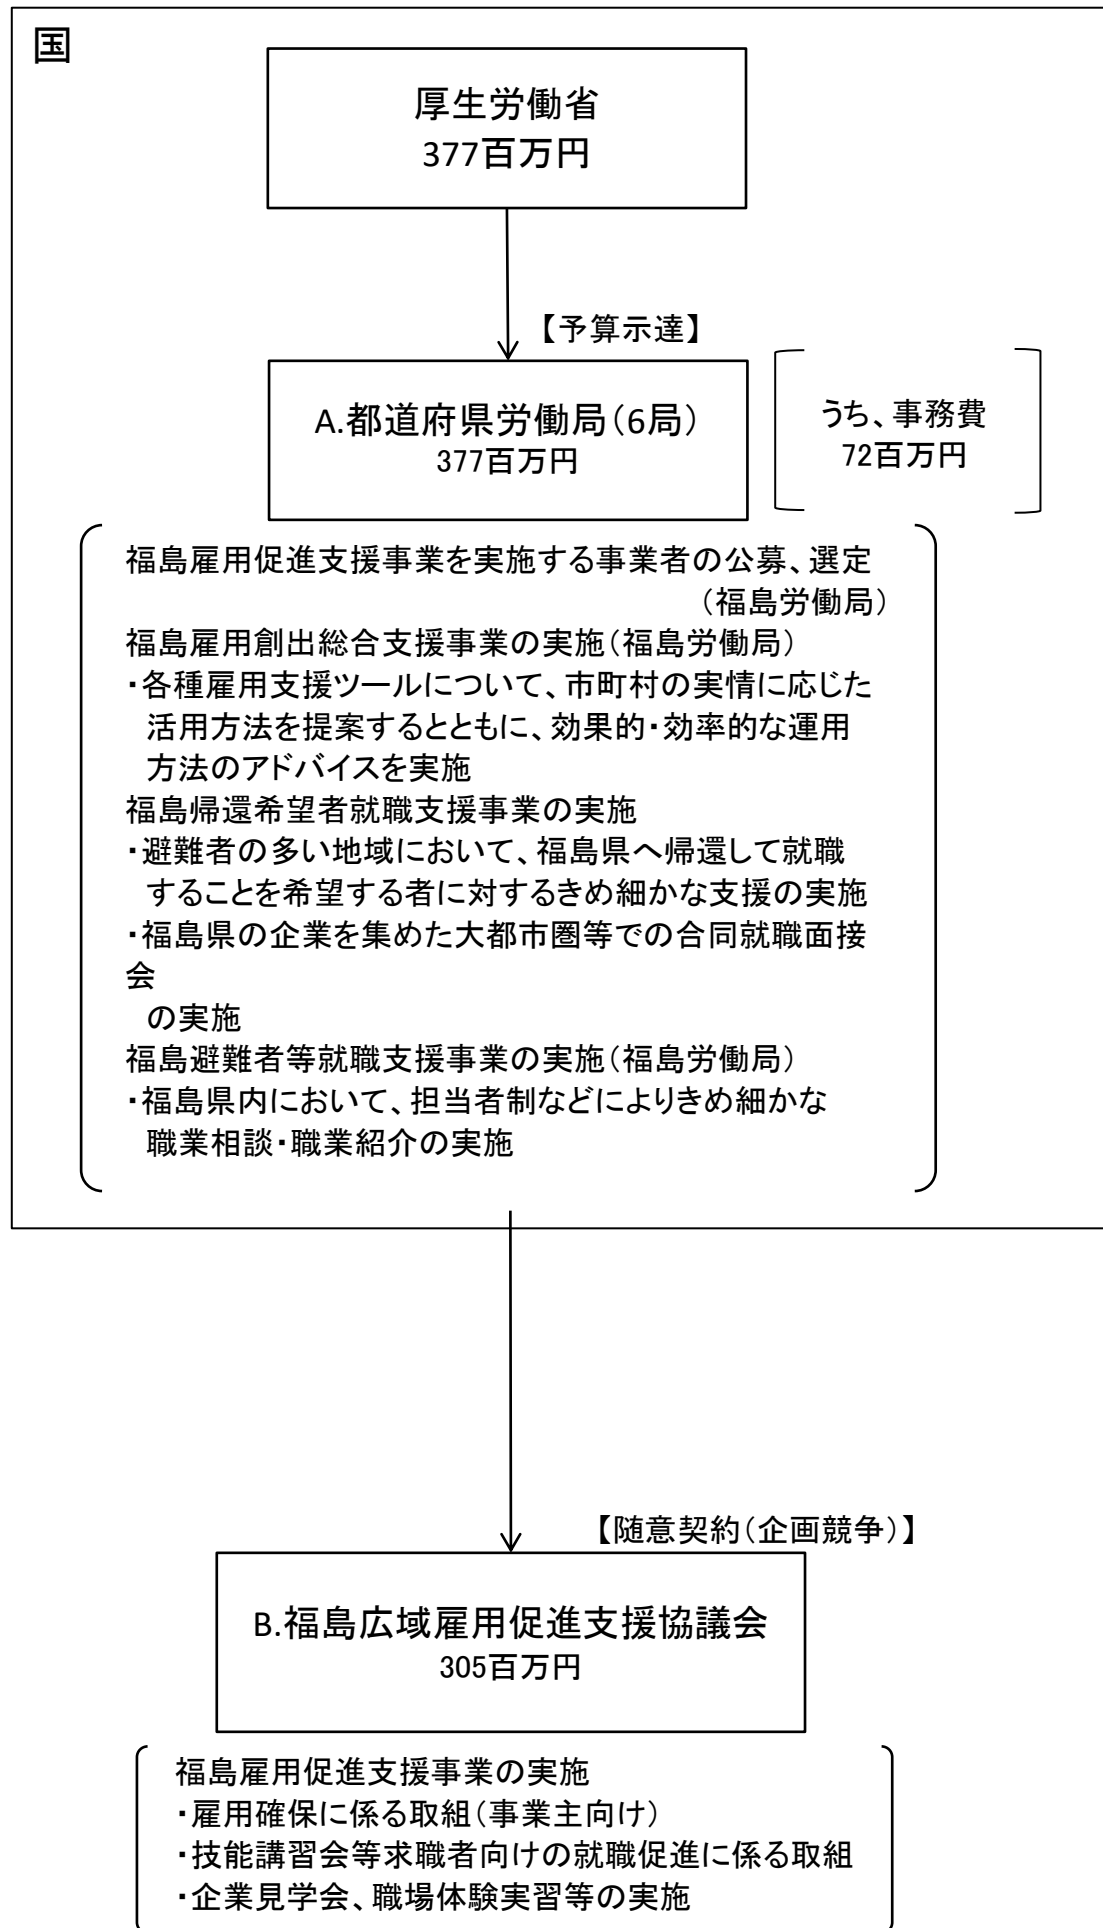 国
厚生労働省
377百万円
【予算示達】
A.都道府県労働局(6局)
377百万円
うち、事務費
72百万円
福島雇用促進支援事業を実施する事業者の公募、選定
(福島労働局)
福島雇用創出総合支援事業の実施(福島労働局)
・各種雇用支援ツールについて、市町村の実情に応じた
活用方法を提案するとともに、効果的・効率的な運用
方法のアドバイスを実施
福島帰還希望者就職支援事業の実施
・避難者の多い地域において、福島県へ帰還して就職
することを希望する者に対するきめ細かな支援の実施
・福島県の企業を集めた大都市圏等での合同就職面接
会
の実施
福島避難者等就職支援事業の実施(福島労働局)
・福島県内において、担当者制などによりきめ細かな
職業相談・職業紹介の実施
【随意契約(企画競争)】
B.福島広域雇用促進支援協議会
305百万円
福島雇用促進支援事業の実施
・雇用確保に係る取組(事業主向け)
・技能講習会等求職者向けの就職促進に係る取組
・企業見学会、職場体験実習等の実施